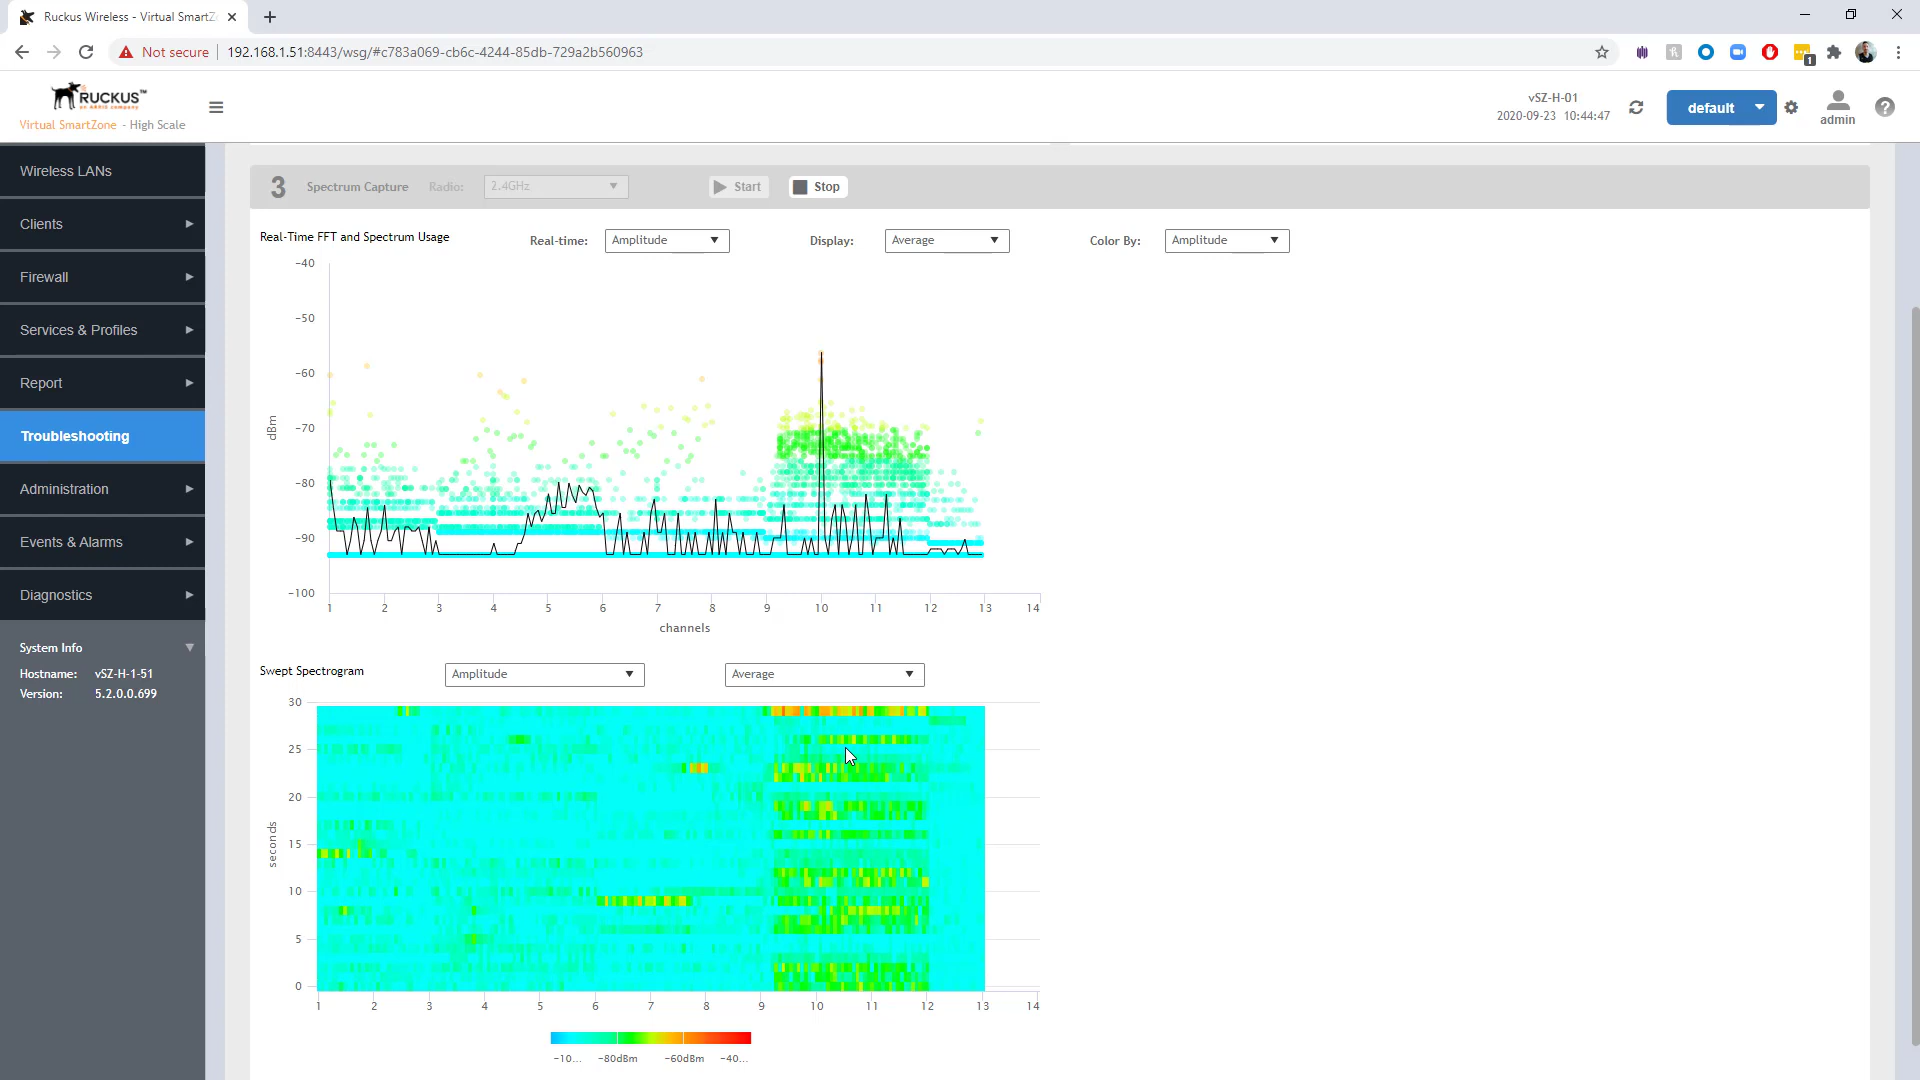 Ruckus Wireless - Virtual SmartZ
Not secure
192.168.1.51:8443/wsg/#c783a069-cb6c-4244-85db-729a2b560963
1
RUCKUS™
Virtual SmartZone - High Scale
vSZ-H-01
2020-09-23 10:44:47
default
admin
?
Wireless LANs
Clients
Firewall
Services & Profiles
Report
Troubleshooting
Administration
Events & Alarms
Diagnostics
System Info
Hostname: vSZ-H-1-51
Version: 5.2.0.0.699
3 Spectrum Capture Radio: 2.4GHz Start Stop
Real-Time FFT and Spectrum Usage Real-time: Amplitude Display: Average Color By: Amplitude
-40
-50
-60
-70
-80
-90
-100
dBm
1 2 3 4 5 6 7 8 9 10 11 12 13 14
channels
Swept Spectrogram Amplitude Average
30
25
20
15
10
5
0
seconds
1 2 3 4 5 6 7 8 9 10 11 12 13 14
-10... -80dBm -60dBm -40...